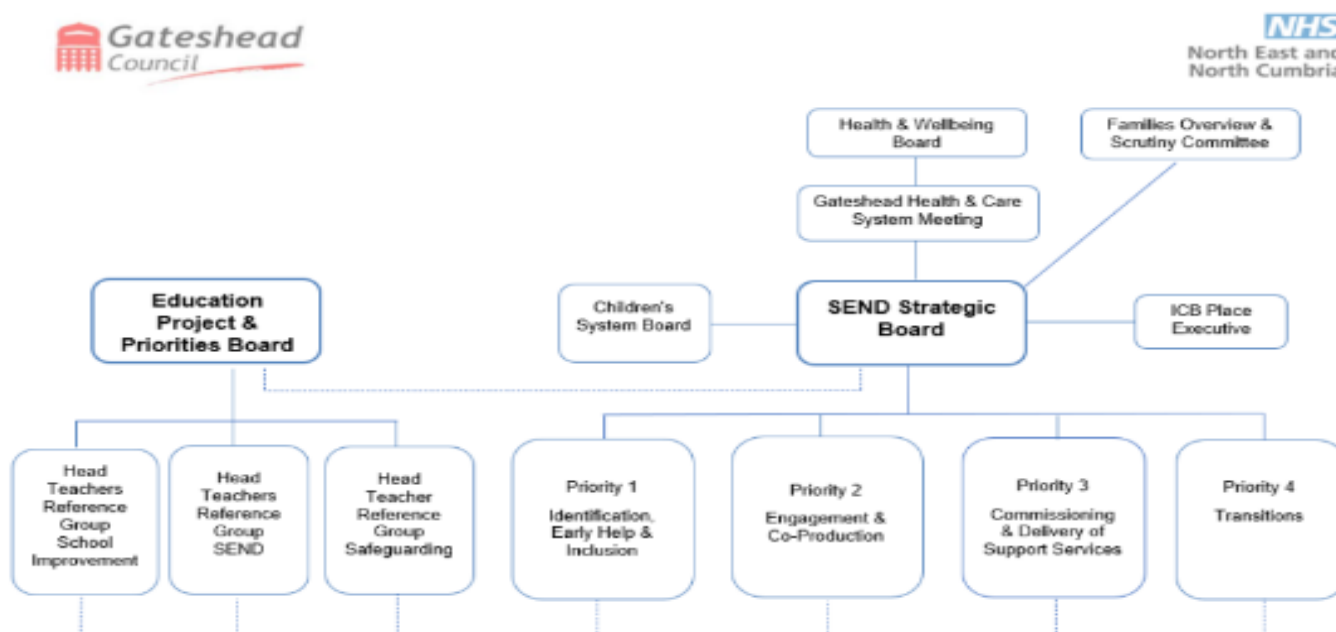 Gateshead
Council
NHS
North East and
North Cumbria
Health & Wellbeing
Board
Families Overview &
Scrutiny Committee
Gateshead Health & Care
System Meeting
Education
Project &
Priorities Board
Children's
System Board
SEND Strategic
Board
ICB Place
Executive
Head
Teachers
Reference
Group
School
Improvement
Head
Teachers
Reference
Group
SEND
Head
Teacher
Reference
Group
Safeguarding
Priority 1
Identification,
Early Help &
Inclusion
Priority 2
Engagement &
Co-Production
Priority 3
Commissioning
& Delivery of
Support Services
Priority 4
Transitions